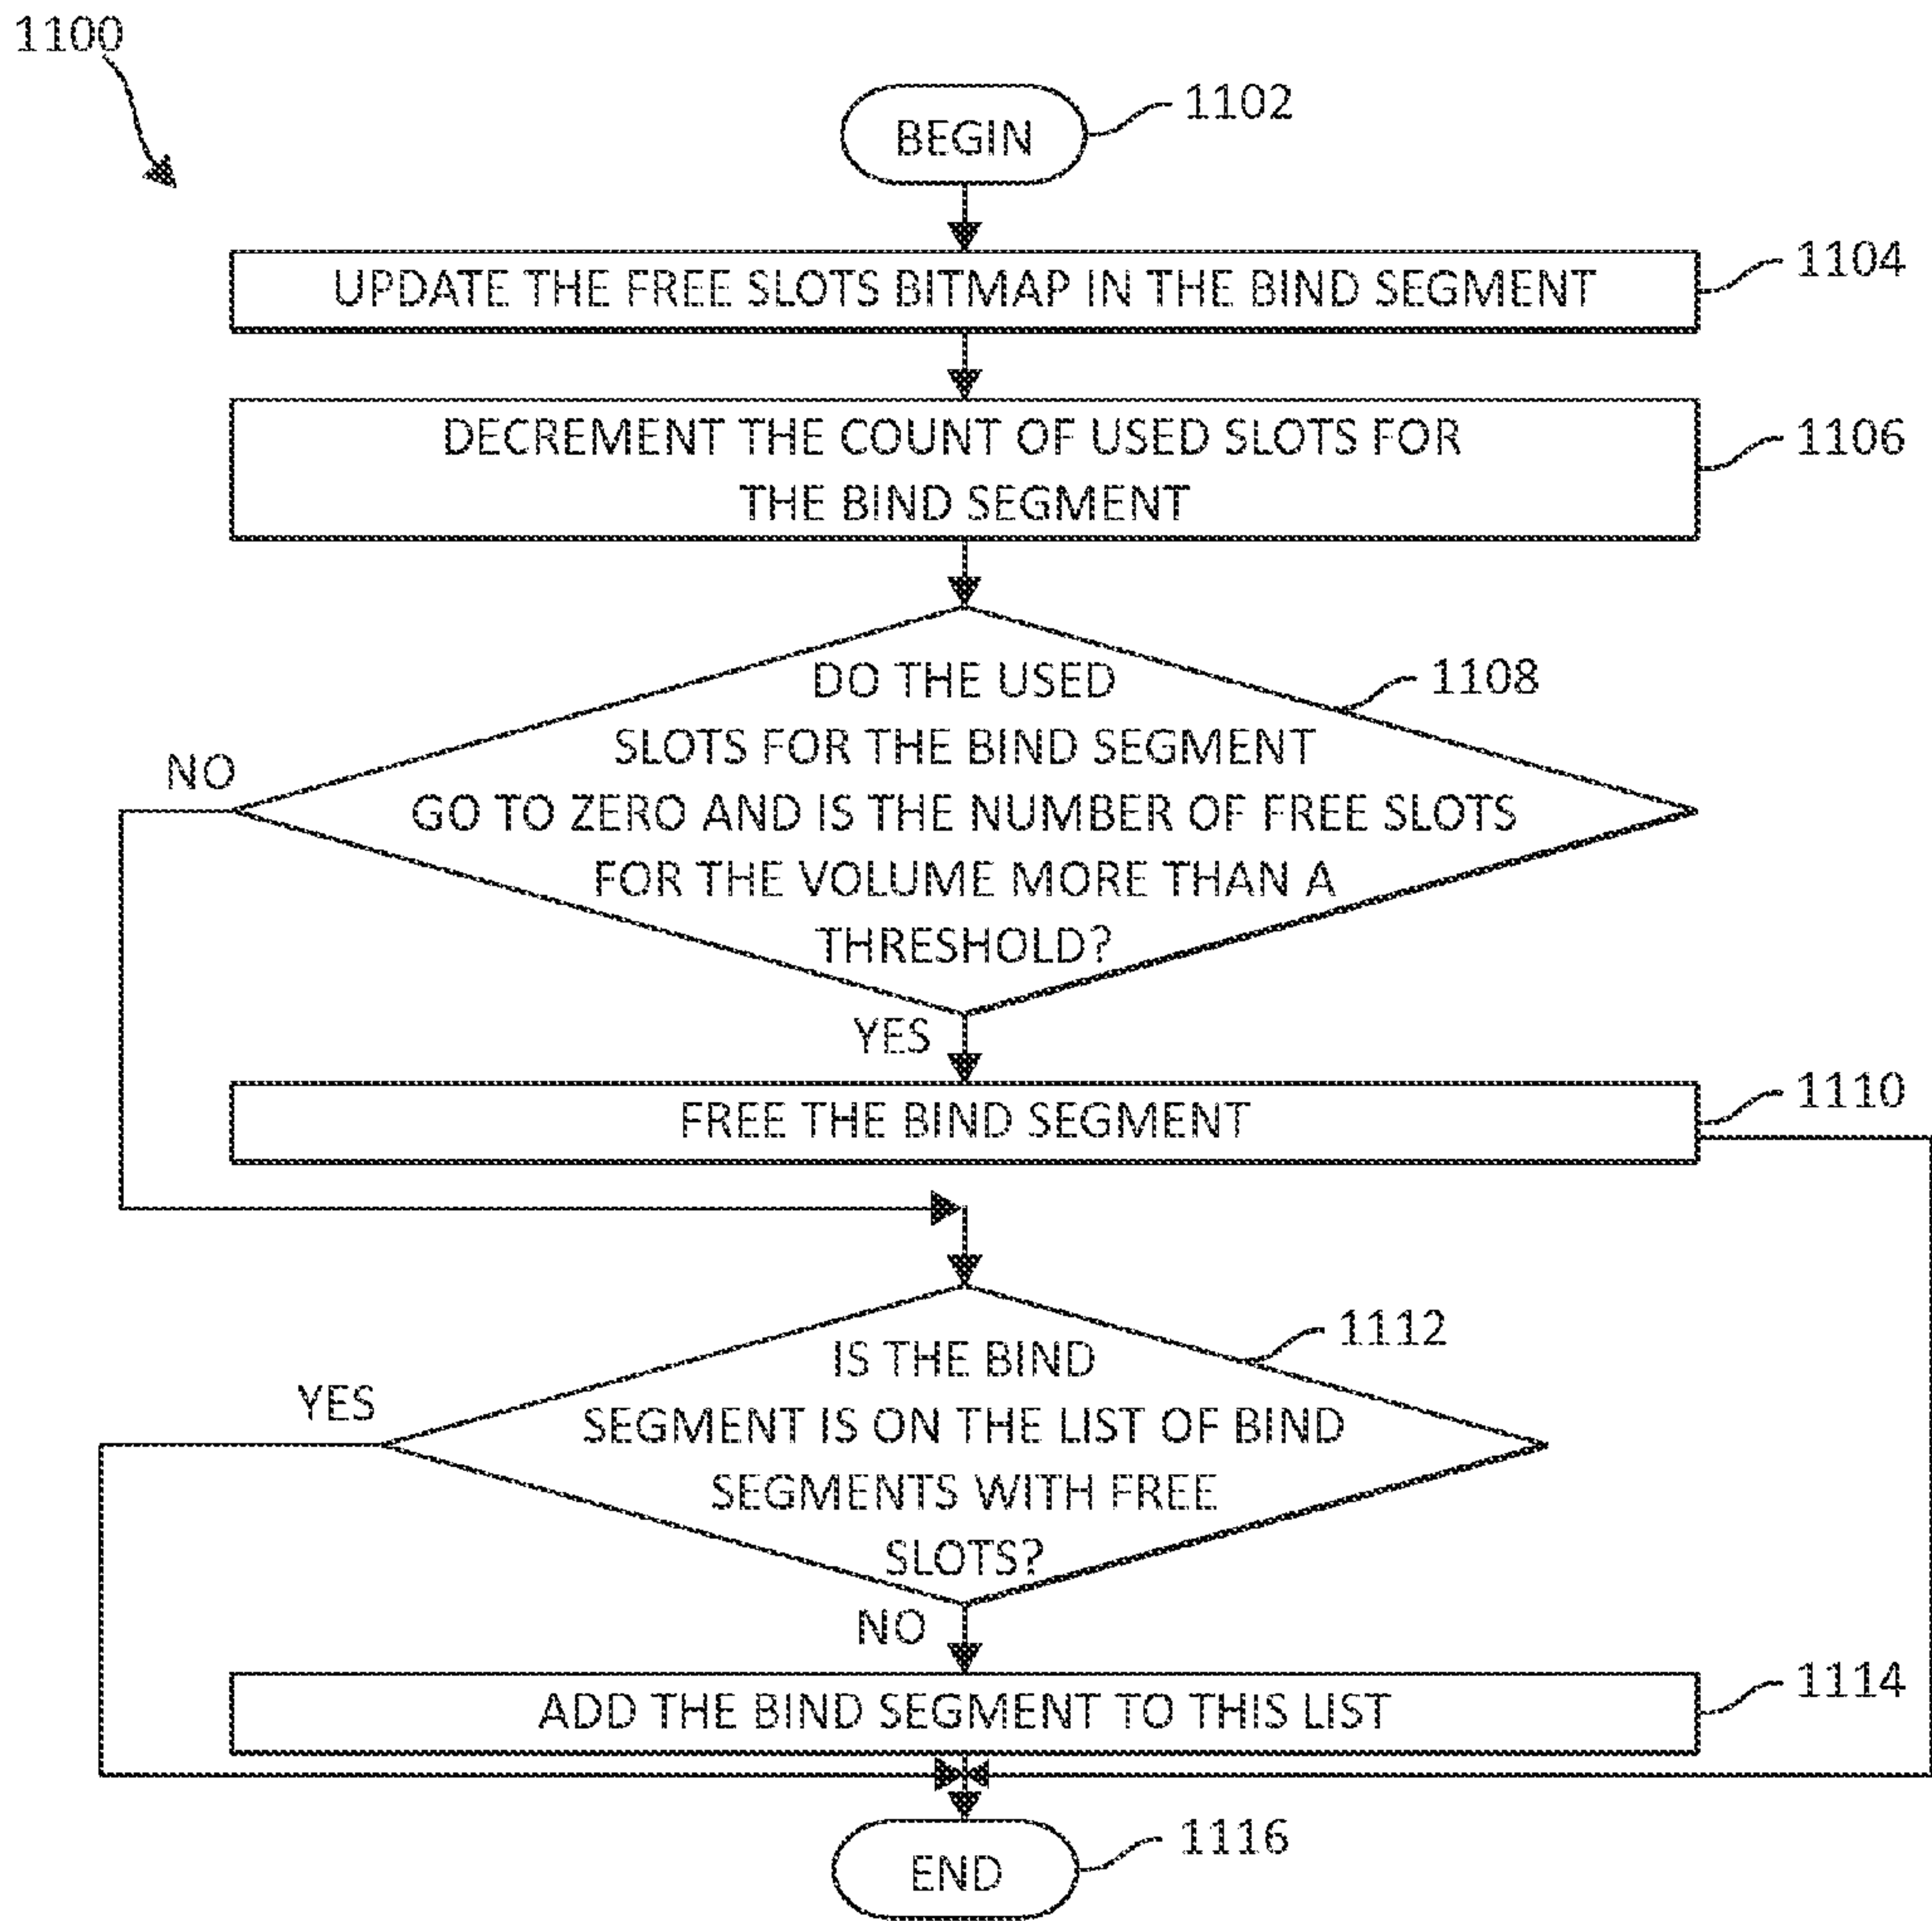 1100
BEGIN
1102
UPDATE THE FREE SLOTS BITMAP IN THE BIND SEGMENT
1104
DECREMENT THE COUNT OF USED SLOTS FOR
THE BIND SEGMENT
1106
DO THE USED
SLOTS FOR THE BIND SEGMENT
GO TO ZERO AND IS THE NUMBER OF FREE SLOTS
FOR THE VOLUME MORE THAN A
THRESHOLD?
1108
NO
YES
FREE THE BIND SEGMENT
1110
IS THE BIND
SEGMENT IS ON THE LIST OF BIND
SEGMENTS WITH FREE
SLOTS?
1112
YES
NO
ADD THE BIND SEGMENT TO THIS LIST
1114
END
1116